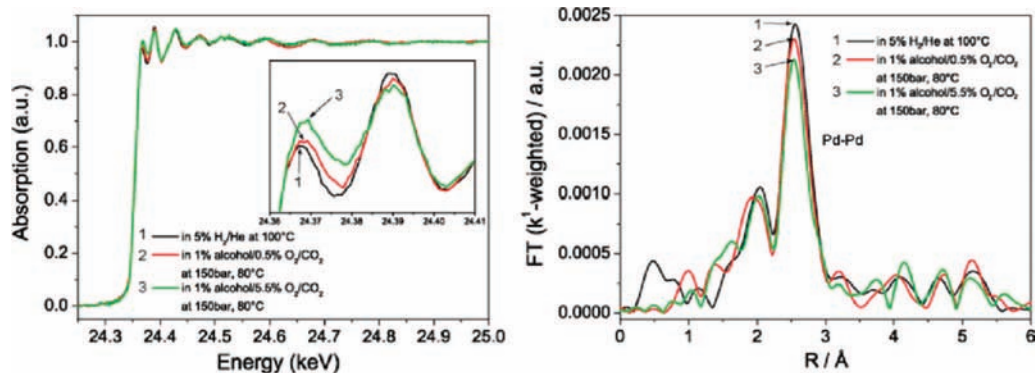 Absorption (a.u.)
1.0
0.8
0.6
0.4
0.2
0.0
1
2
3
24.36 24.37 24.38 24.39 24.40 24.41
1 in 5% H₂/He at 100°C
2 in 1% alcohol/0.5% O₂/CO₂
at 150bar, 80°C
3 in 1% alcohol/5.5% O₂/CO₂
at 150bar, 80°C
24.3 24.4 24.5 24.6 24.7 24.8 24.9 25.0
Energy (keV)
FT (k¹-weighted) / a.u.
0.0025
0.0020
0.0015
0.0010
0.0005
0.0000
1
2
3
1 in 5% H₂/He at 100°C
2 in 1% alcohol/0.5% O₂/CO₂
at 150bar, 80°C
3 in 1% alcohol/5.5% O₂/CO₂
at 150bar, 80°C
Pd-Pd
0 1 2 3 4 5 6
R / Å